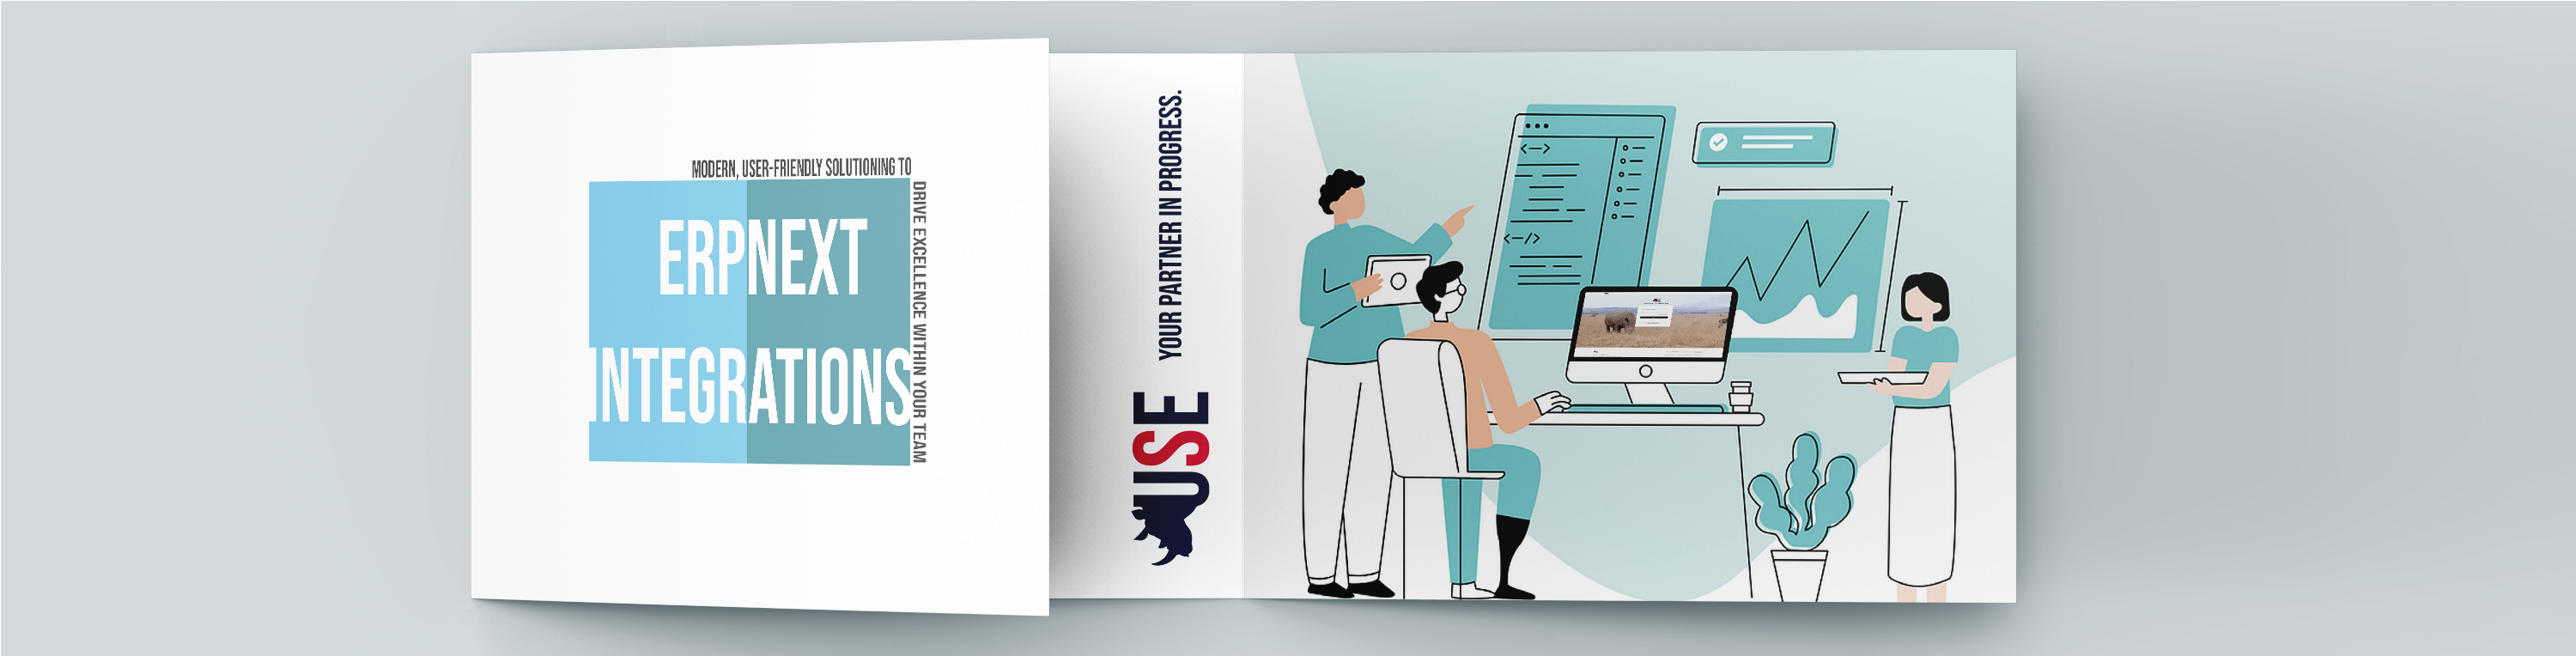 MODERN, USER-FRIENDLY SOLUTIONING TO
DRIVE EXCELLENCE WITHIN YOUR TEAM
ERPNEXT
INTEGRATIONS
USE
YOUR PARTNER IN PROGRESS.